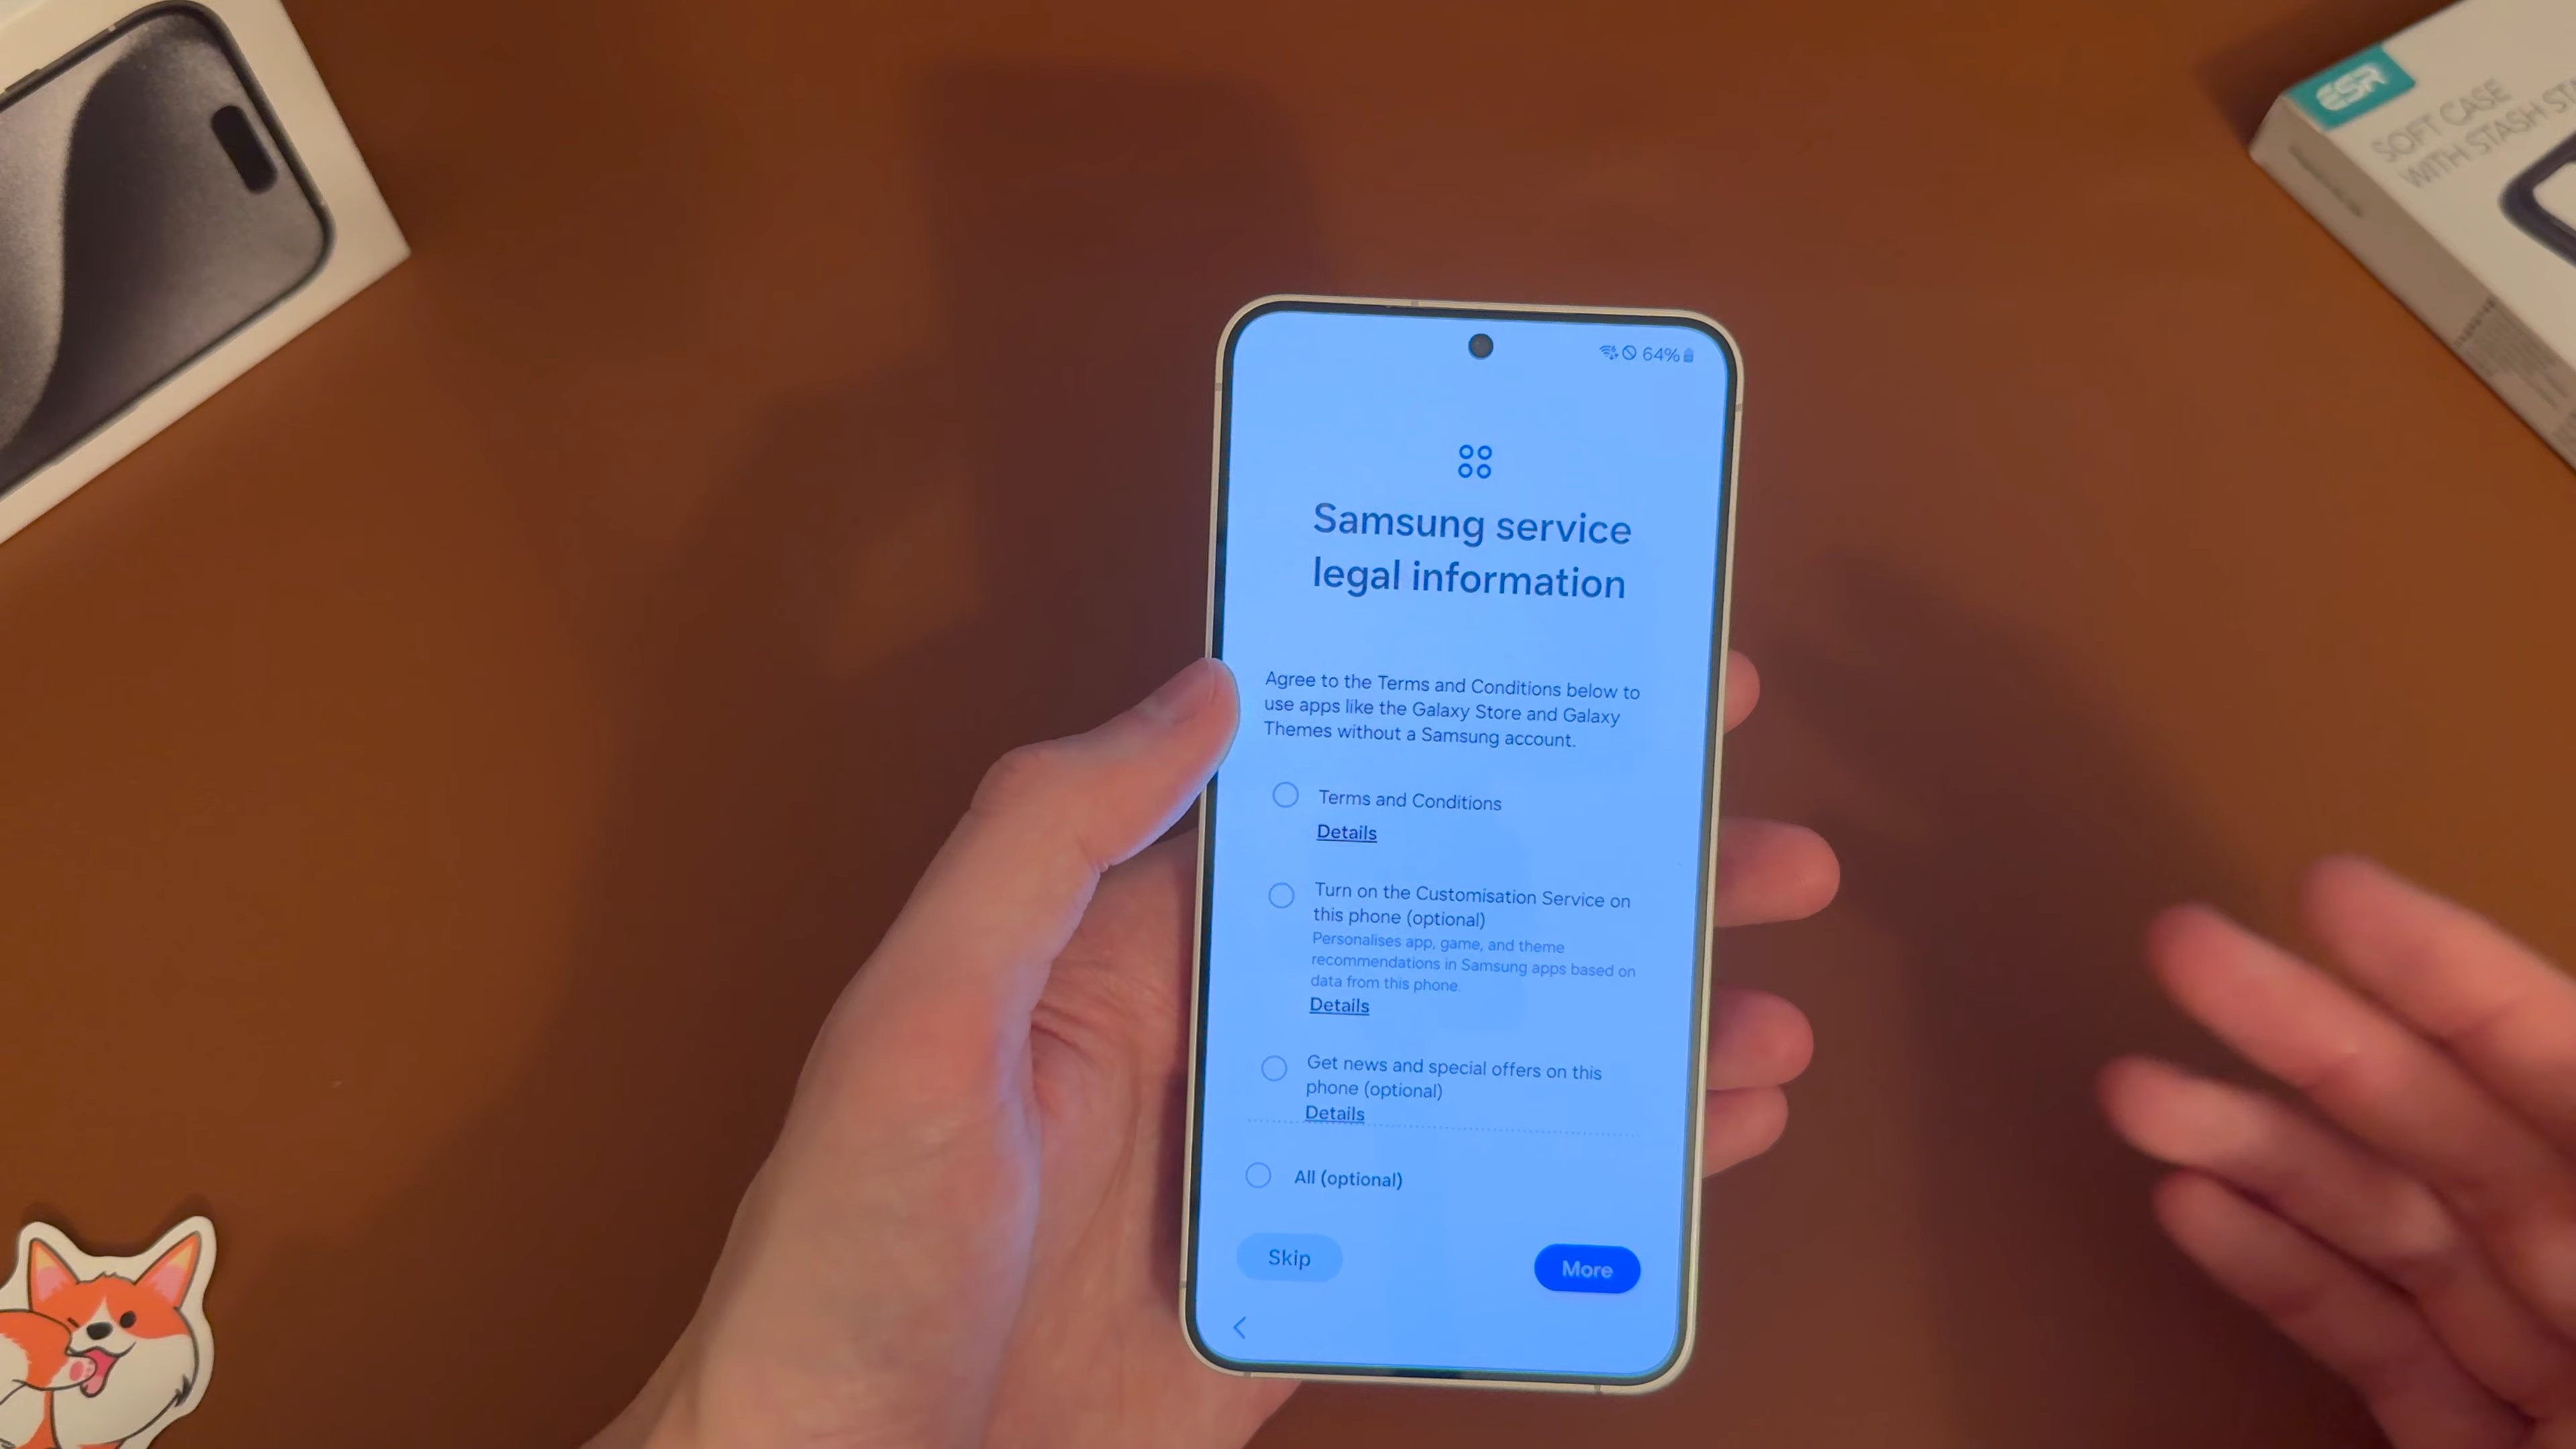 ESR
SOFT CASE
WITH STASH
64%
Samsung service
legal information
Agree to the Terms and Conditions below to
use apps like the Galaxy Store and Galaxy
Themes without a Samsung account.
Terms and Conditions
Details
Turn on the Customisation Service on
this phone (optional)
Personalises app, game, and theme
recommendations in Samsung apps based on
data from this phone.
Details
Get news and special offers on this
phone (optional)
Details
All (optional)
Skip
More